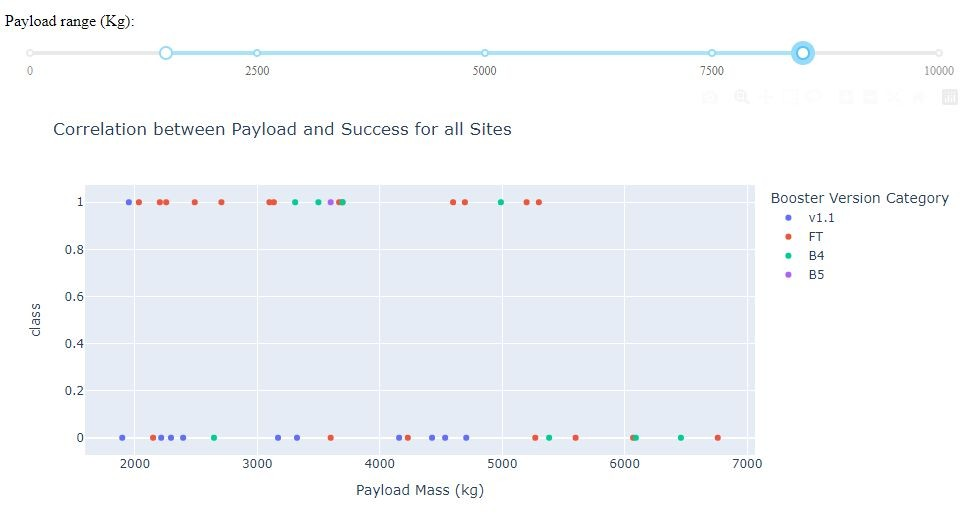 Payload range (Kg):
0 2500 5000 7500 10000
Correlation between Payload and Success for all Sites
Booster Version Category
v1.1
FT
B4
B5
class
1
0.8
0.6
0.4
0.2
0
2000 3000 4000 5000 6000 7000
Payload Mass (kg)